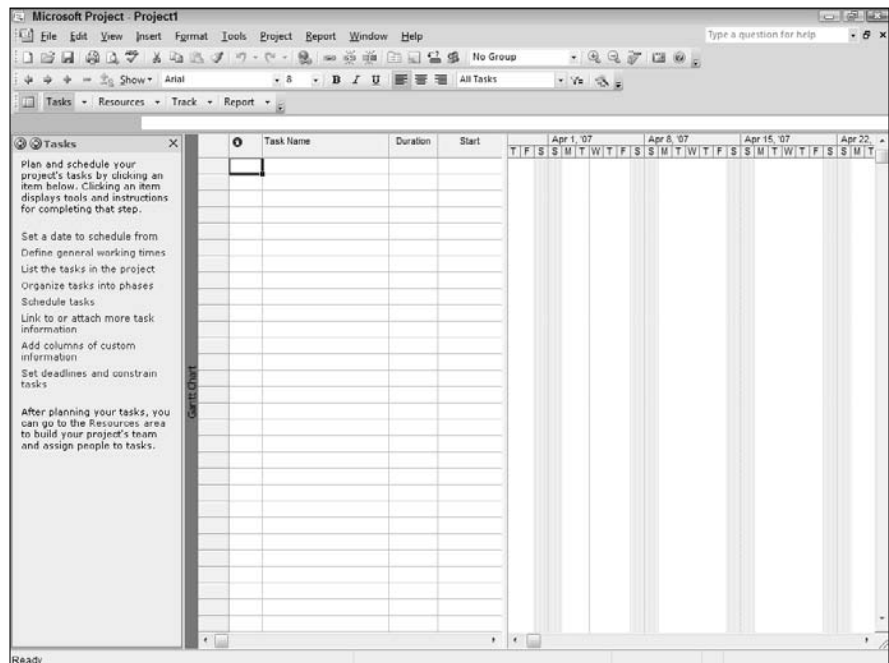 Microsoft Project - Project1
File Edit View Insert Format Tools Project Report Window Help
Type a question for help
No Group
Show Arial 8 B I U All Tasks
Tasks Resources Track Report
Tasks
Plan and schedule your
project's tasks by clicking an
item below. Clicking an item
displays tools and instructions
for completing that step.
Set a date to schedule from
Define general working times
List the tasks in the project
Organize tasks into phases
Schedule tasks
Link to or attach more task
information
Add columns of custom
information
Set deadlines and constrain
tasks
After planning your tasks, you
can go to the Resources area
to build your project's team
and assign people to tasks.
Gantt Chart
Task Name Duration Start
Apr 1, '07 Apr 8, '07 Apr 15, '07 Apr 22,
T F S S M T W T F S S M T W T F S S M T W T F S S M T
Ready